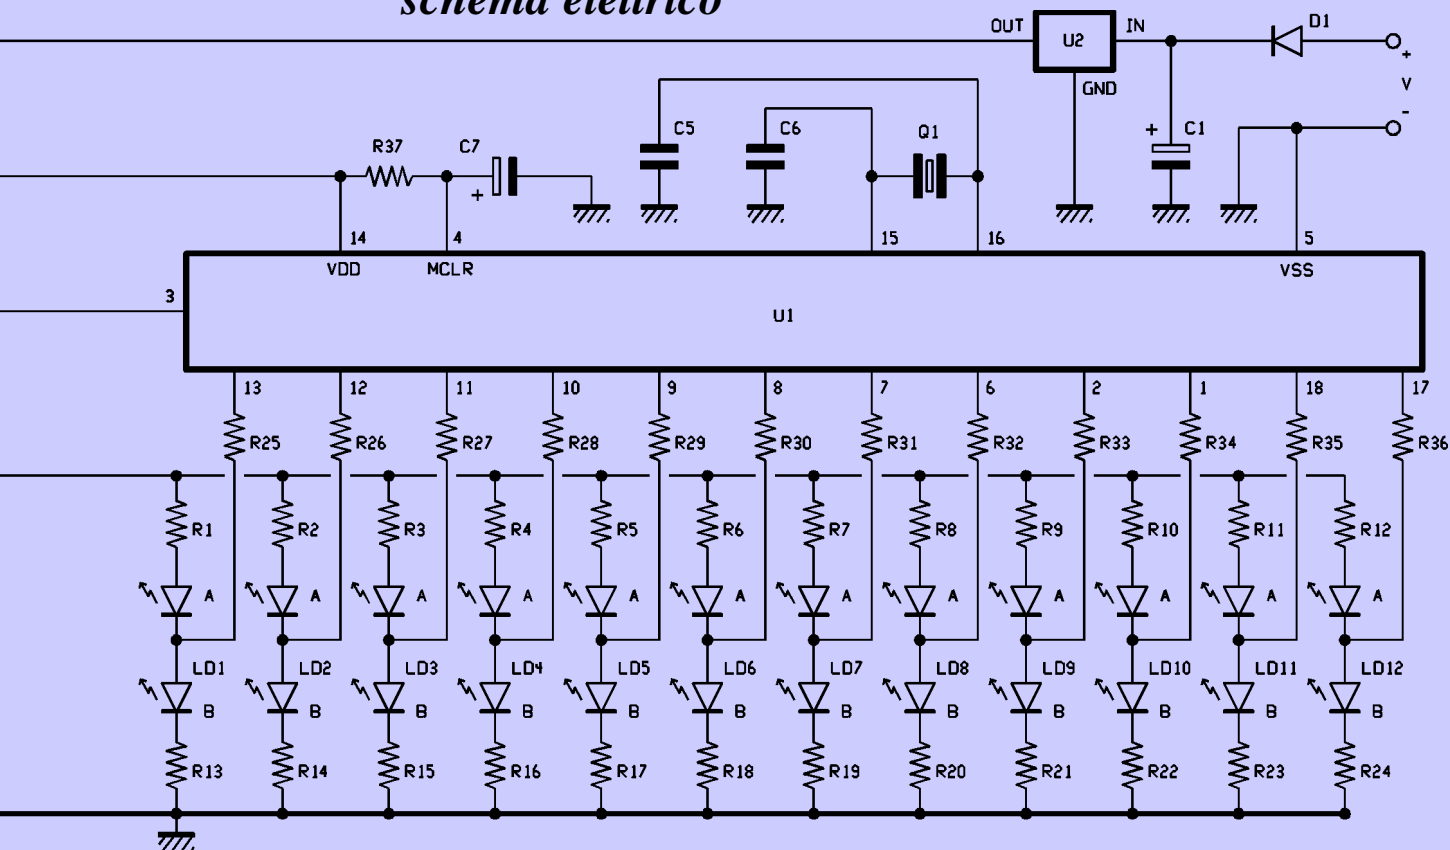 schema elettrico
OUT U2 IN D1
GND
+
V
-
C5 C6 Q1 + C1
R37 C7
+
14 4 15 16 5
VDD MCLR VSS
3
U1
13 12 11 10 9 8 7 6 2 1 18 17
R25 R26 R27 R28 R29 R30 R31 R32 R33 R34 R35 R36
R1 R2 R3 R4 R5 R6 R7 R8 R9 R10 R11 R12
A A A A A A A A A A A A
LD1 LD2 LD3 LD4 LD5 LD6 LD7 LD8 LD9 LD10 LD11 LD12
B B B B B B B B B B B B
R13 R14 R15 R16 R17 R18 R19 R20 R21 R22 R23 R24